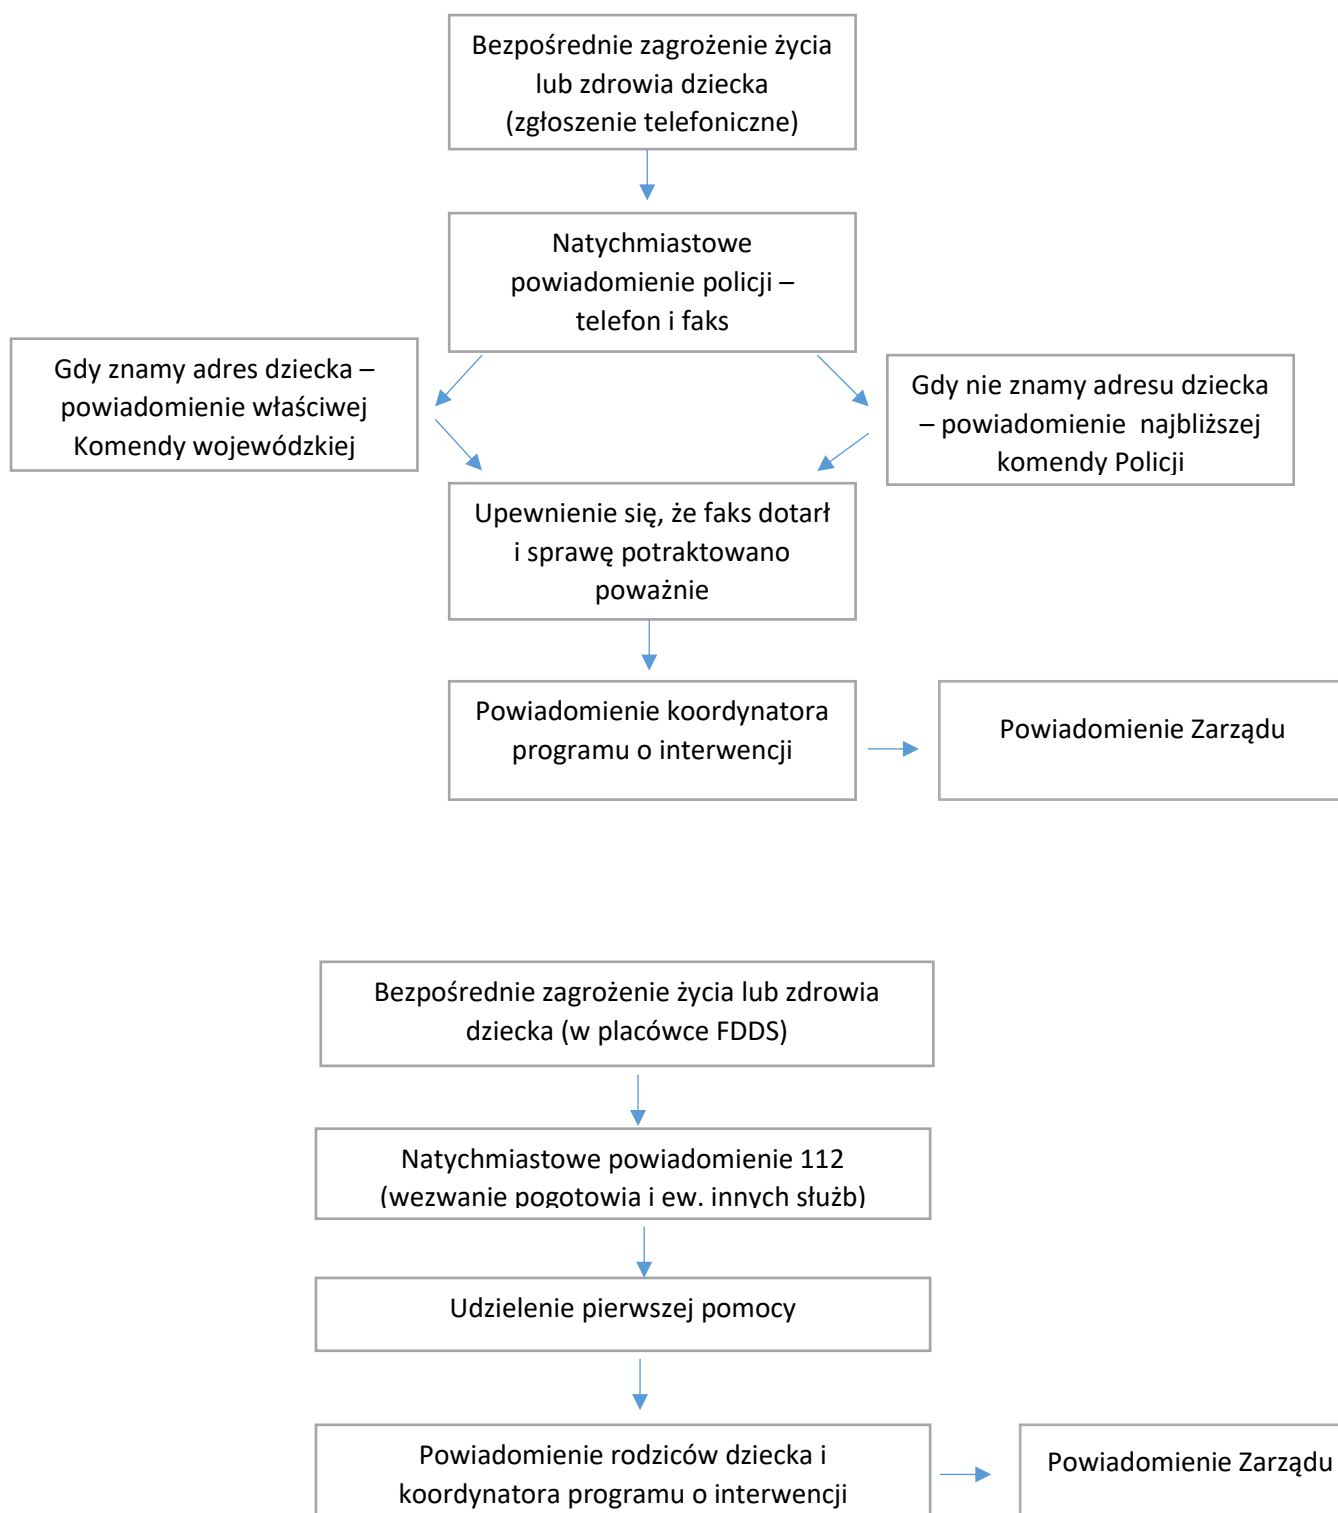 Bezpośrednie zagrożenie życia
lub zdrowia dziecka
(zgłoszenie telefoniczne)
Natychmiastowe
powiadomienie policji –
telefon i faks
Gdy znamy adres dziecka –
powiadomienie właściwej
Komendy wojewódzkiej
Gdy nie znamy adresu dziecka
– powiadomienie  najbliższej
komendy Policji
Upewnienie się, że faks dotarł
i sprawę potraktowano
poważnie
Powiadomienie koordynatora
programu o interwencji
Powiadomienie Zarządu
Bezpośrednie zagrożenie życia lub zdrowia
dziecka (w placówce FDDS)
Natychmiastowe powiadomienie 112
(wezwanie pogotowia i ew. innych służb)
Udzielenie pierwszej pomocy
Powiadomienie rodziców dziecka i
koordynatora programu o interwencji
Powiadomienie Zarządu